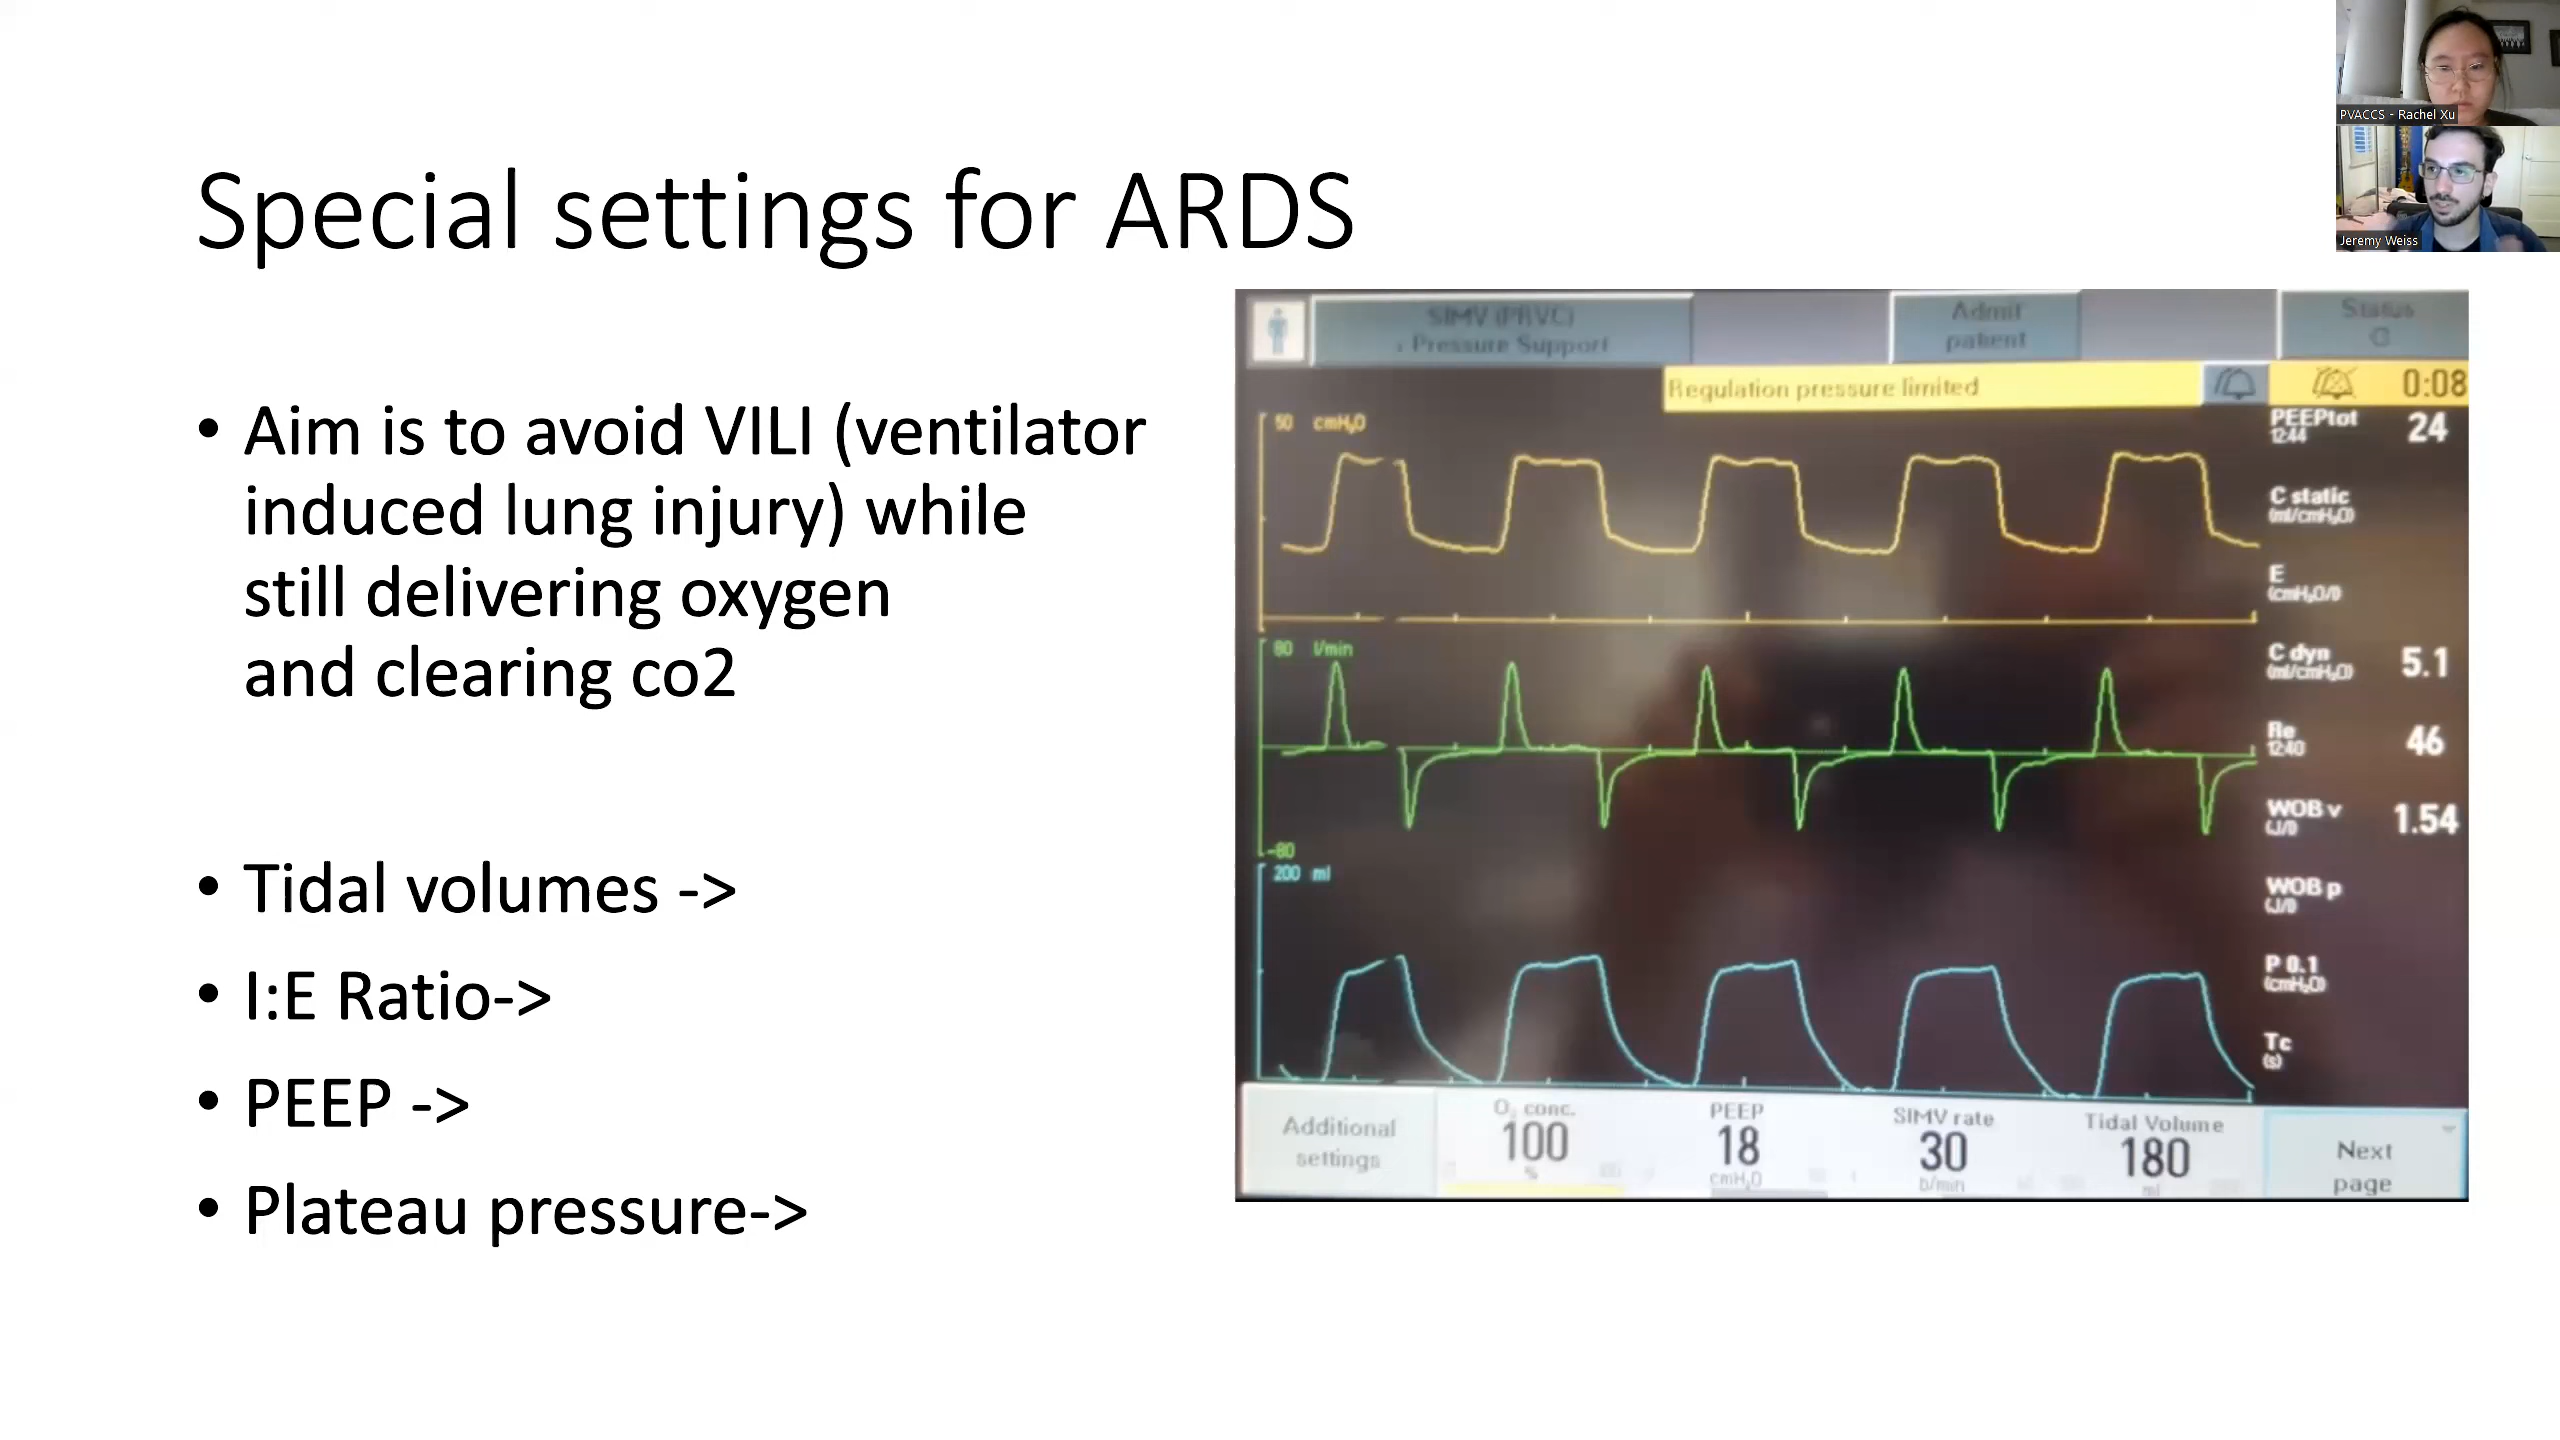 PVACCS - Rachel Xu
Jeremy Weiss
Special settings for ARDS
• Aim is to avoid VILI (ventilator
induced lung injury) while
still delivering oxygen
and clearing co2
• Tidal volumes ->
• I:E Ratio->
• PEEP ->
• Plateau pressure->
SIMV (PRVC)
Pressure Support
Admit
patient
Status
Regulation pressure limited
0:08
50 cmH₂O
PEEPtot
12:44
24
C static
(ml/cmH₂O)
E
(cmH₂O/l)
80 l/min
C dyn
(ml/cmH₂O)
5.1
Re
12:40
46
WOB v
(J/l)
1.54
-80
200 ml
WOB p
(J/l)
P 0.1
(cmH₂O)
Tc
(s)
Additional
settings
O₂ conc.
100
%
PEEP
18
cmH₂O
SIMV rate
30
b/min
Tidal Volume
180
ml
Next
page